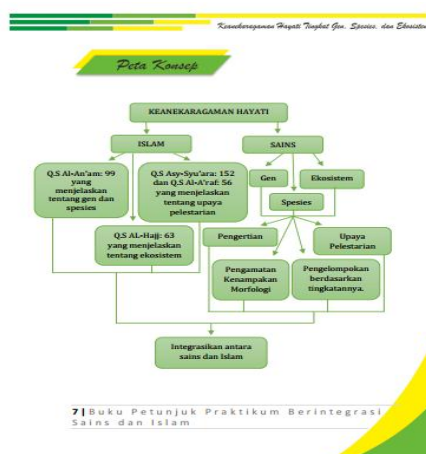 Keanekaragaman Hayati Tingkat Gen, Spesies, dan Ekosistem
Peta Konsep
KEANEKARAGAMAN HAYATI
ISLAM
SAINS
Q.S Al-An'am: 99
yang
menjelaskan
tentang gen dan
spesies
Q.S Asy-Syu'ara: 152
dan Q.S Al-A'raf: 56
yang menjelaskan
tentang upaya
pelestarian
Gen
Ekosistem
Spesies
Q.S AL-Hajj: 63
yang menjelaskan
tentang ekosistem
Pengertian
Upaya
Pelestarian
Pengamatan
Kenampakan
Morfologi
Pengelompokan
berdasarkan
tingkatannya.
Integrasikan antara
sains dan Islam
7 | Buku Petunjuk Praktikum Berintegrasi
Sains dan Islam